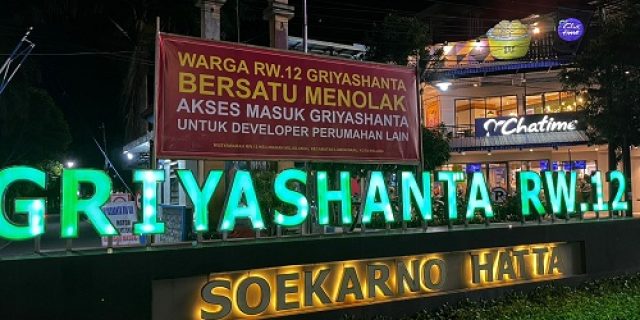 WARGA RW.12 GRIYASHANTA
BERSATU MENOLAK
AKSES MASUK GRIYASHANTA
UNTUK DEVELOPER PERUMAHAN LAIN
Chatime
GRIYASHANTA RW.12
SOEKARNO HATTA